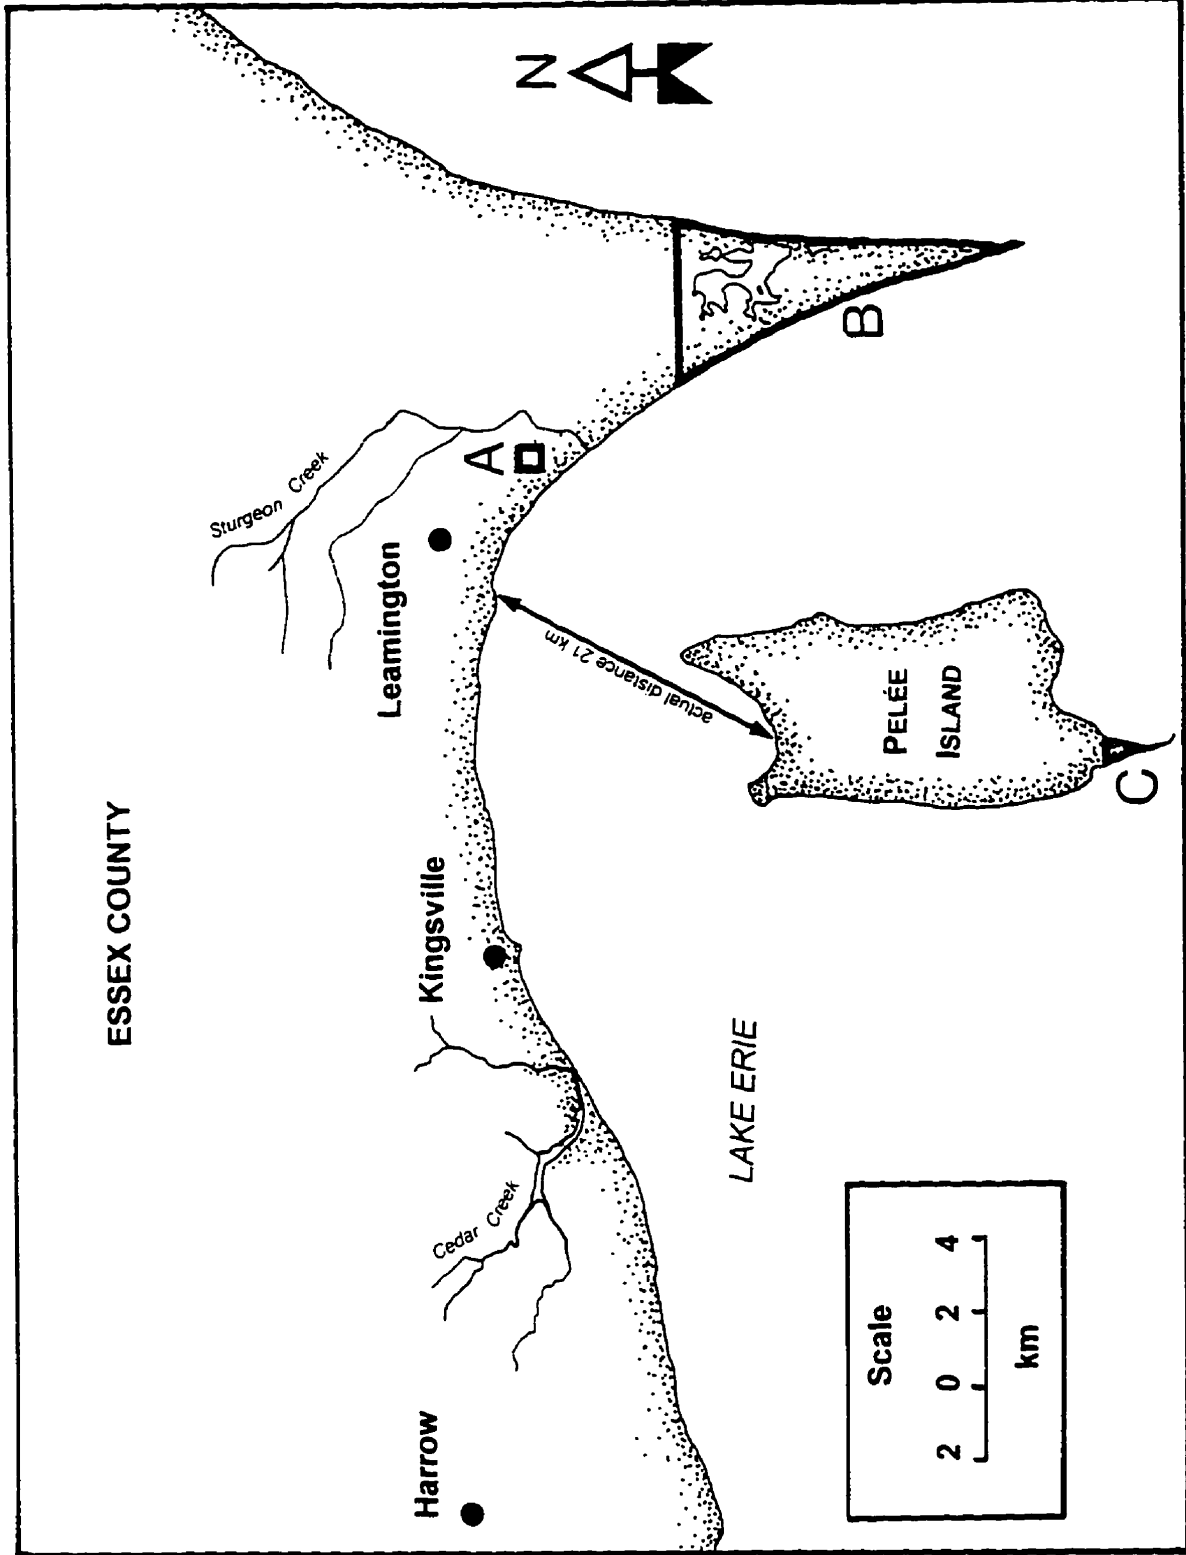 ESSEX COUNTY
N
Sturgeon Creek
A
Leamington
Kingsville
Cedar Creek
Harrow
B
actual distance 21 km
PELÉE
ISLAND
C
LAKE ERIE
Scale
2 0 2 4
km